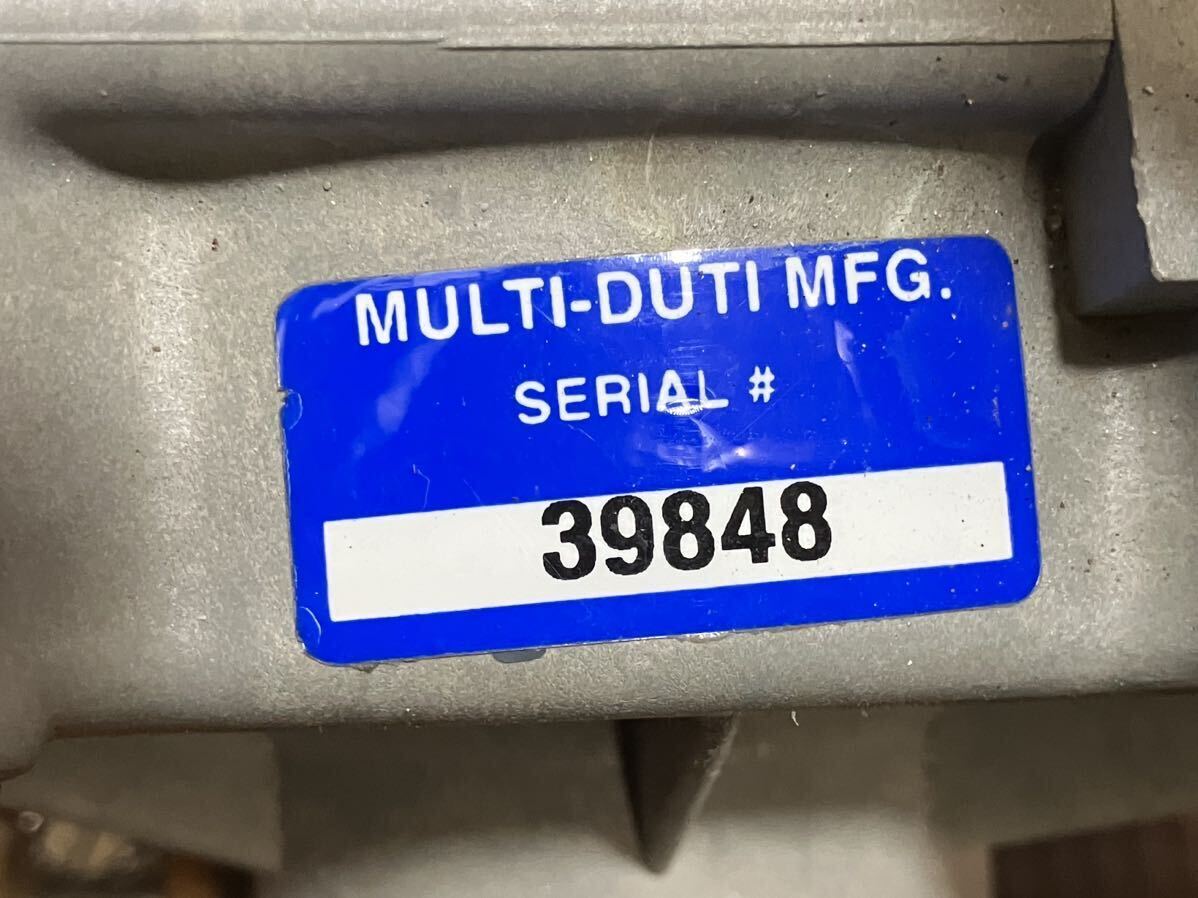 MULTI-DUTI MFG.
SERIAL #
39848